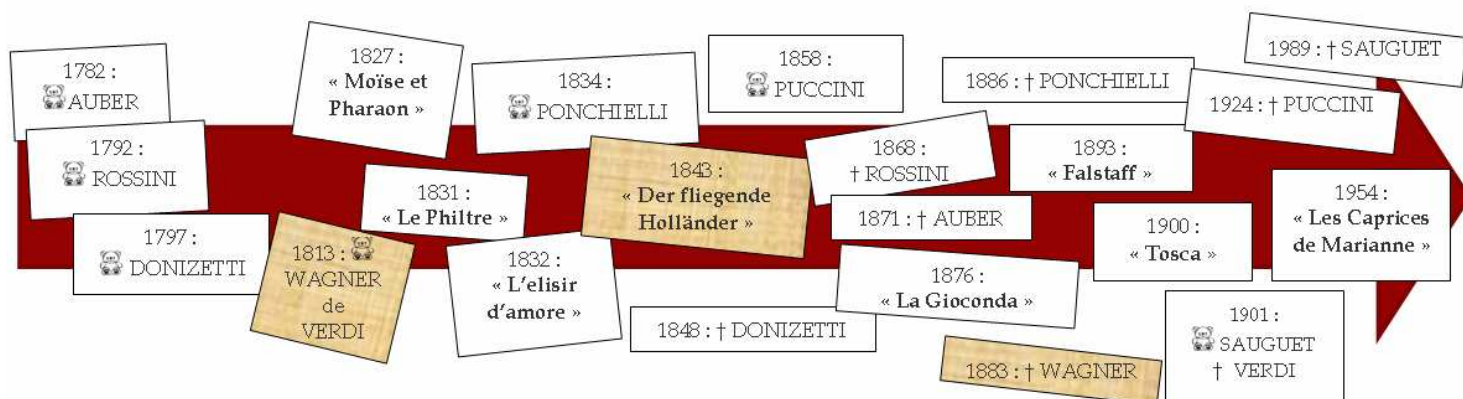 1782 :
AUBER
1792 :
ROSSINI
1797 :
DONIZETTI
1813 :
WAGNER
de
VERDI
1827 :
« Moïse et
Pharaon »
1831 :
« Le Philtre »
1832 :
« L'elisir
d'amore »
1834 :
PONCHIELLI
1843 :
« Der fliegende
Holländer »
1848 : † DONIZETTI
1858 :
PUCCINI
1868 :
† ROSSINI
1871 : † AUBER
1876 :
« La Gioconda »
1883 : † WAGNER
1886 : † PONCHIELLI
1893 :
« Falstaff »
1900 :
« Tosca »
1901 :
SAUGUET
† VERDI
1924 : † PUCCINI
1954 :
« Les Caprices
de Marianne »
1989 : † SAUGUET